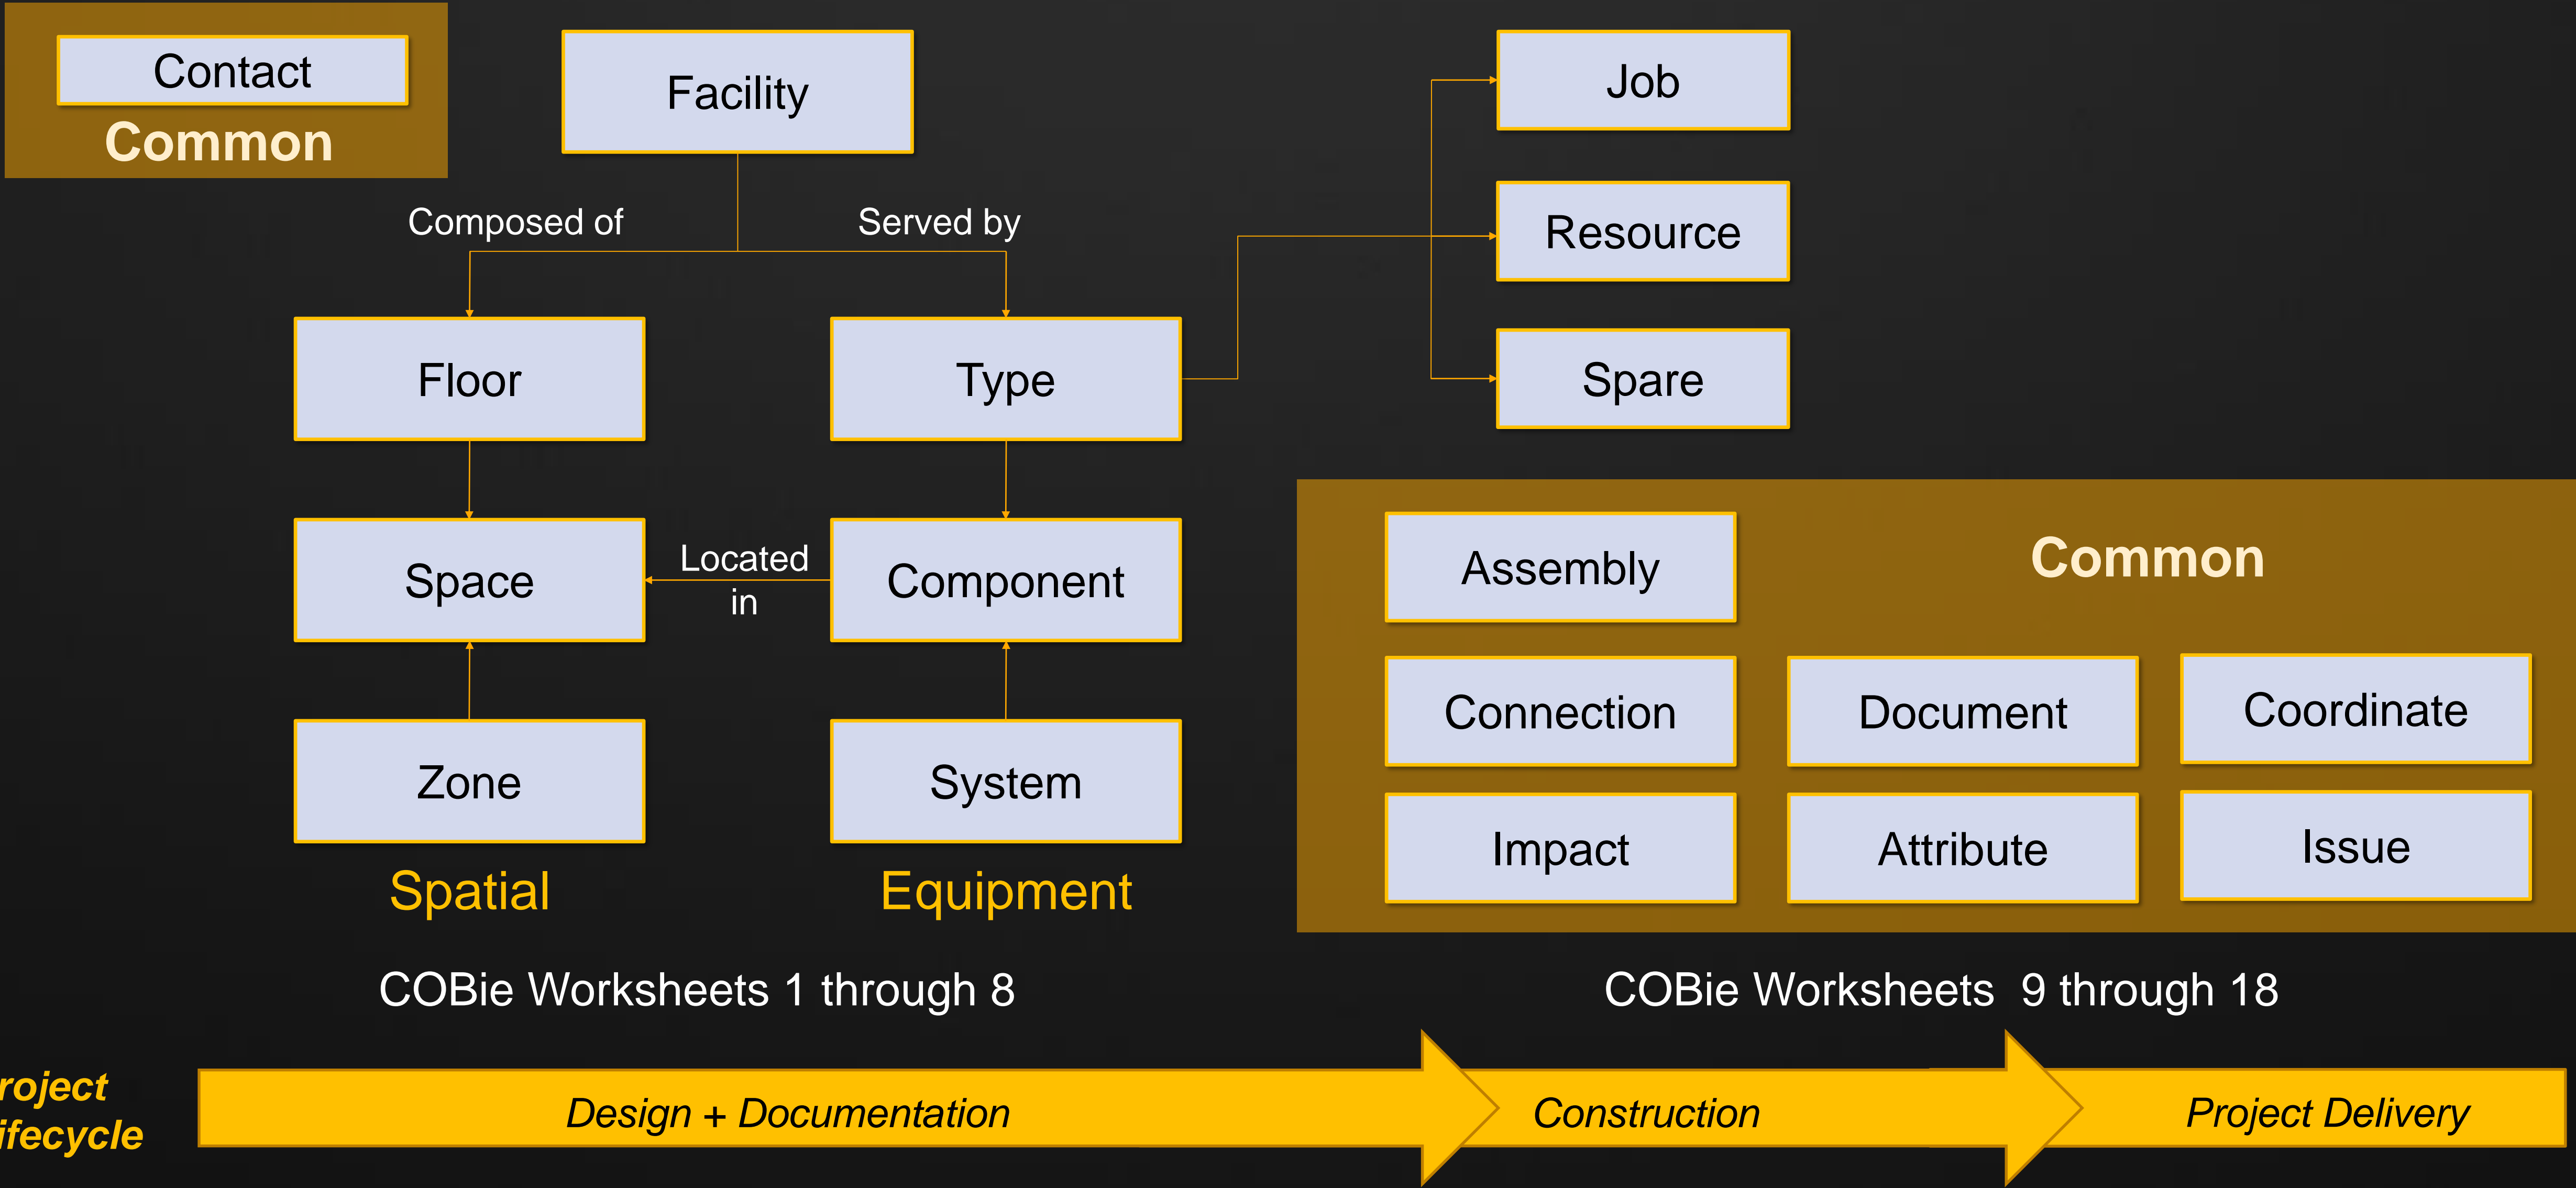 Contact
Common
Facility
Composed of
Served by
Floor
Type
Space
Located
in
Component
Zone
System
Spatial
Equipment
Job
Resource
Spare
Common
Assembly
Connection
Document
Coordinate
Impact
Attribute
Issue
COBie Worksheets 1 through 8
COBie Worksheets  9 through 18
roject
ifecycle
Design + Documentation
Construction
Project Delivery